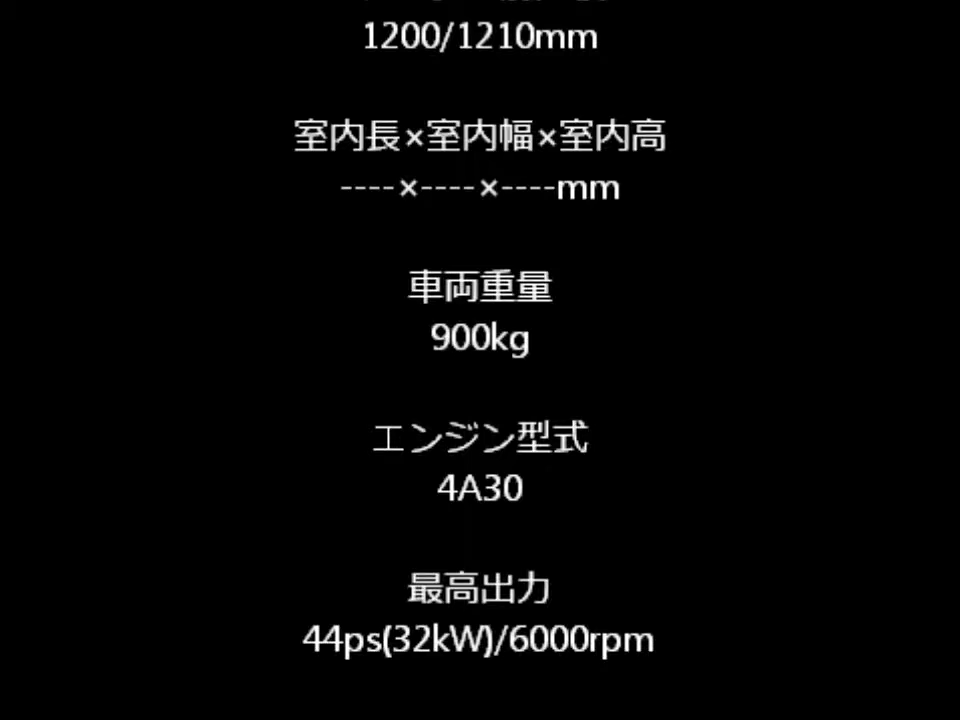 1200/1210mm
室内長×室内幅×室内高
----×----×----mm
車両重量
900kg
エンジン型式
4A30
最高出力
44ps(32kW)/6000rpm